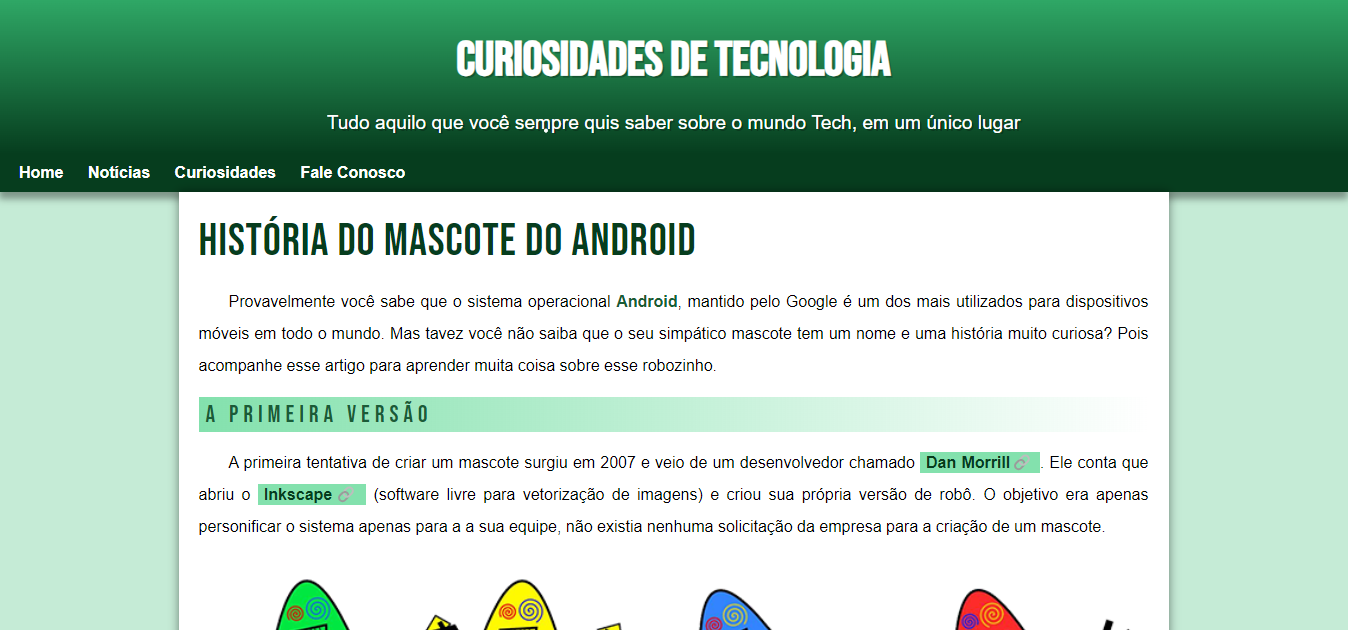 CURIOSIDADES DE TECNOLOGIA
Tudo aquilo que você sempre quis saber sobre o mundo Tech, em um único lugar
Home Notícias Curiosidades Fale Conosco
HISTÓRIA DO MASCOTE DO ANDROID
Provavelmente você sabe que o sistema operacional Android, mantido pelo Google é um dos mais utilizados para dispositivos
móveis em todo o mundo. Mas tavez você não saiba que o seu simpático mascote tem um nome e uma história muito curiosa? Pois
acompanhe esse artigo para aprender muita coisa sobre esse robozinho.
A PRIMEIRA VERSÃO
A primeira tentativa de criar um mascote surgiu em 2007 e veio de um desenvolvedor chamado Dan Morrill. Ele conta que
abriu o Inkscape (software livre para vetorização de imagens) e criou sua própria versão de robô. O objetivo era apenas
personificar o sistema apenas para a a sua equipe, não existia nenhuma solicitação da empresa para a criação de um mascote.